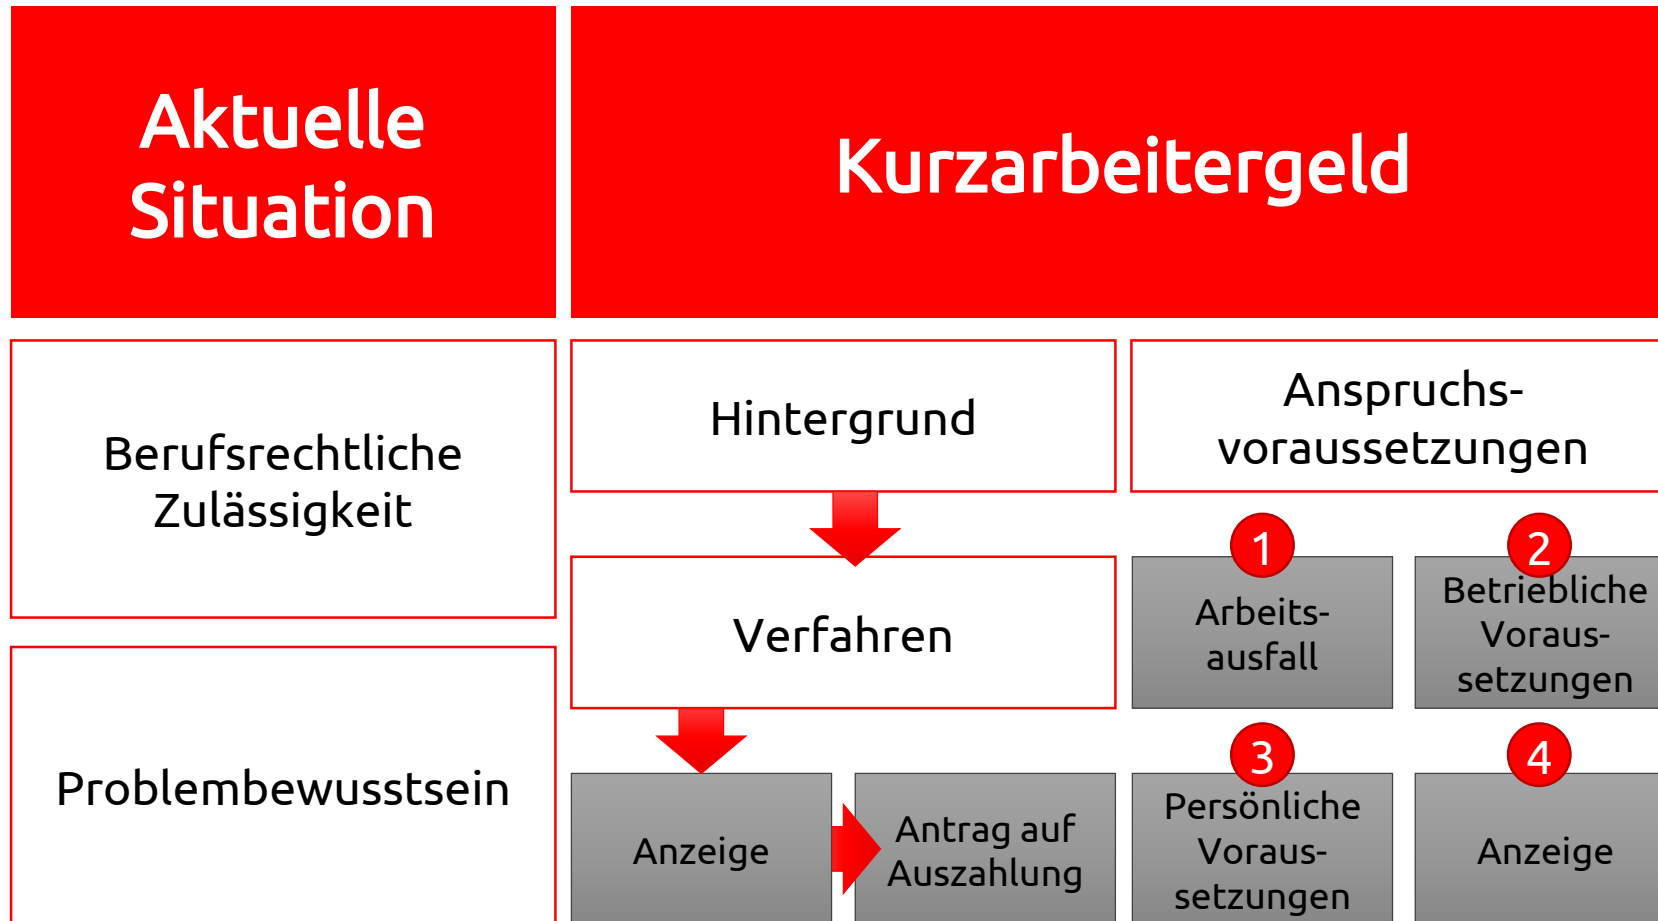 Aktuelle
Situation
Kurzarbeitergeld
Berufsrechtliche
Zulässigkeit
Problembewusstsein
Hintergrund
Verfahren
Anzeige
Antrag auf
Auszahlung
Anspruchs-
voraussetzungen
1
Arbeits-
ausfall
2
Betriebliche
Voraus-
setzungen
3
Persönliche
Voraus-
setzungen
4
Anzeige